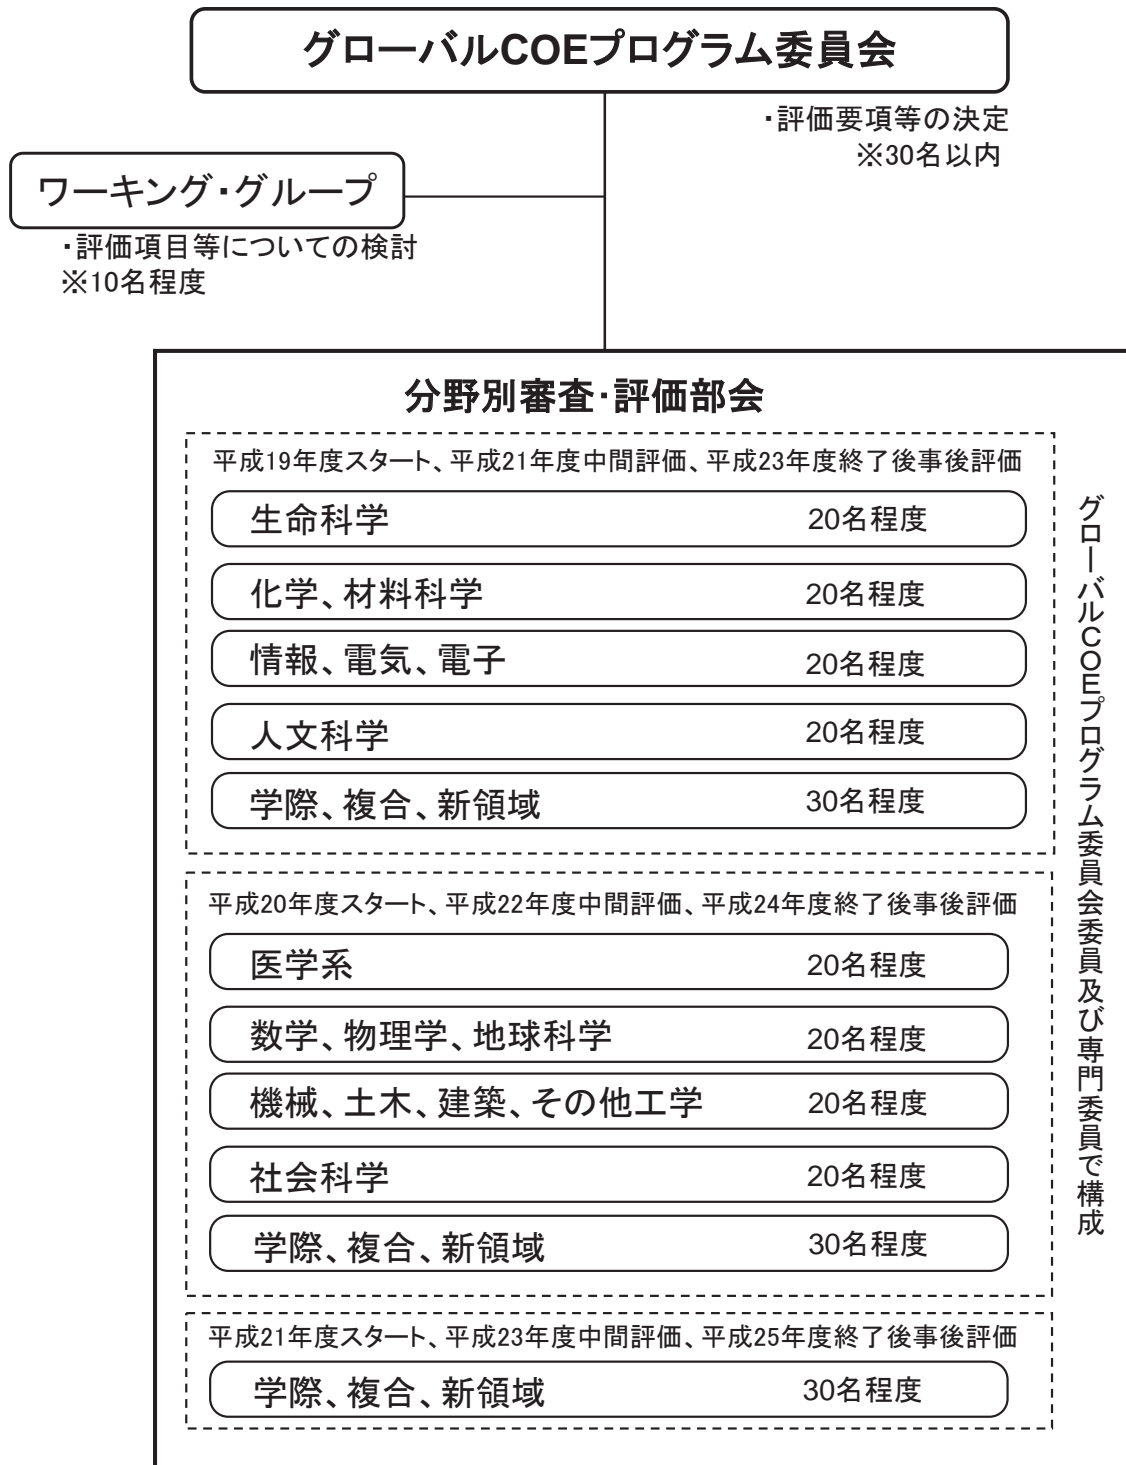 グローバルCOEプログラム委員会
・評価要項等の決定
※30名以内
ワーキング・グループ
・評価項目等についての検討
※10名程度
分野別審査・評価部会
平成19年度スタート、平成21年度中間評価、平成23年度終了後事後評価
生命科学 20名程度
化学、材料科学 20名程度
情報、電気、電子 20名程度
人文科学 20名程度
学際、複合、新領域 30名程度
平成20年度スタート、平成22年度中間評価、平成24年度終了後事後評価
医学系 20名程度
数学、物理学、地球科学 20名程度
機械、土木、建築、その他工学 20名程度
社会科学 20名程度
学際、複合、新領域 30名程度
平成21年度スタート、平成23年度中間評価、平成25年度終了後事後評価
学際、複合、新領域 30名程度
グローバルCOEプログラム委員会委員及び専門委員で構成